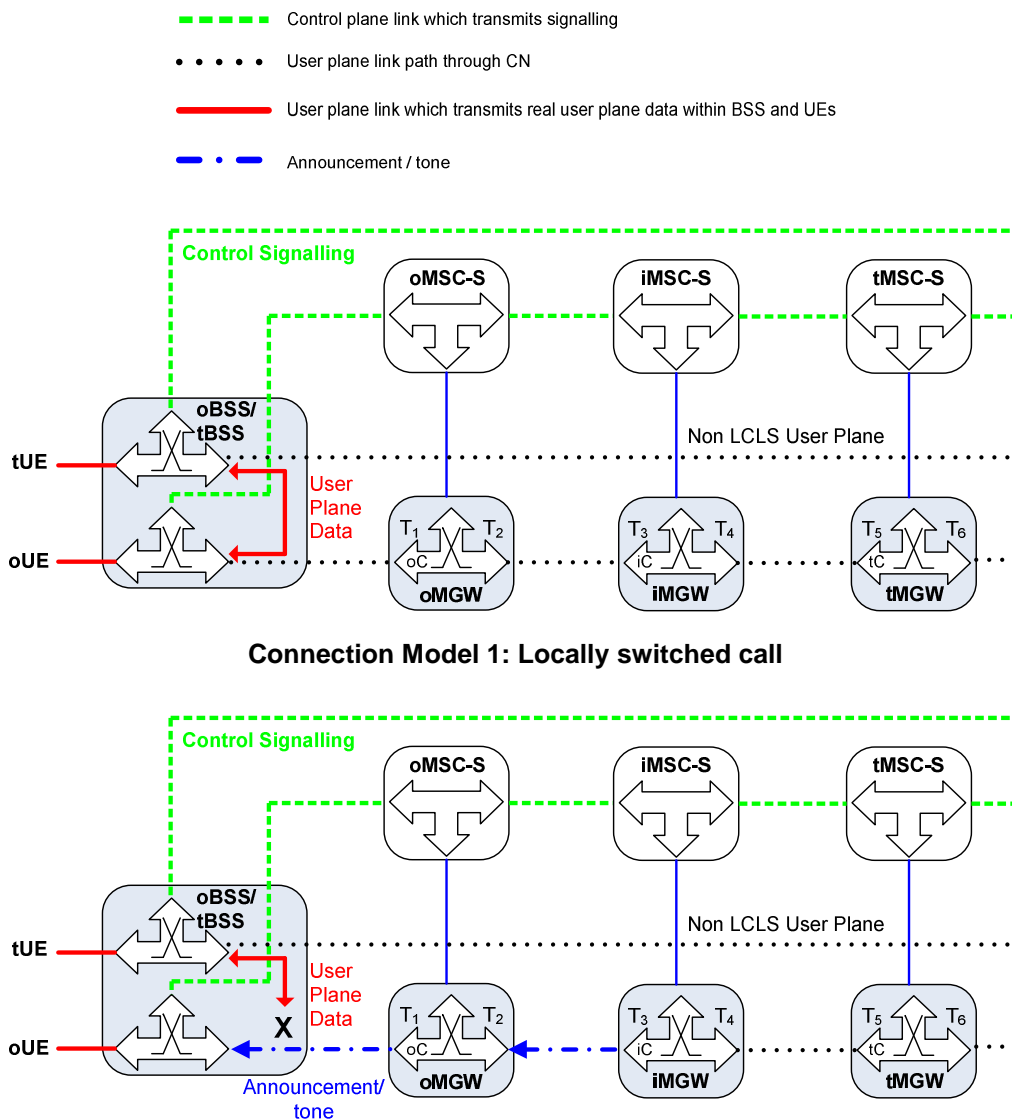 Control plane link which transmits signalling
User plane link path through CN
User plane link which transmits real user plane data within BSS and UEs
Announcement / tone
Control Signalling
oMSC-S
iMSC-S
tMSC-S
oBSS/
tBSS
Non LCLS User Plane
tUE
User
Plane
Data
T1
T2
T3
T4
T5
T6
oUE
oC
iC
tC
oMGW
iMGW
tMGW
Connection Model 1: Locally switched call
Control Signalling
oMSC-S
iMSC-S
tMSC-S
oBSS/
tBSS
Non LCLS User Plane
tUE
User
Plane
Data
X
T1
T2
T3
T4
T5
T6
oUE
oC
iC
tC
oMGW
iMGW
tMGW
Announcement/
tone